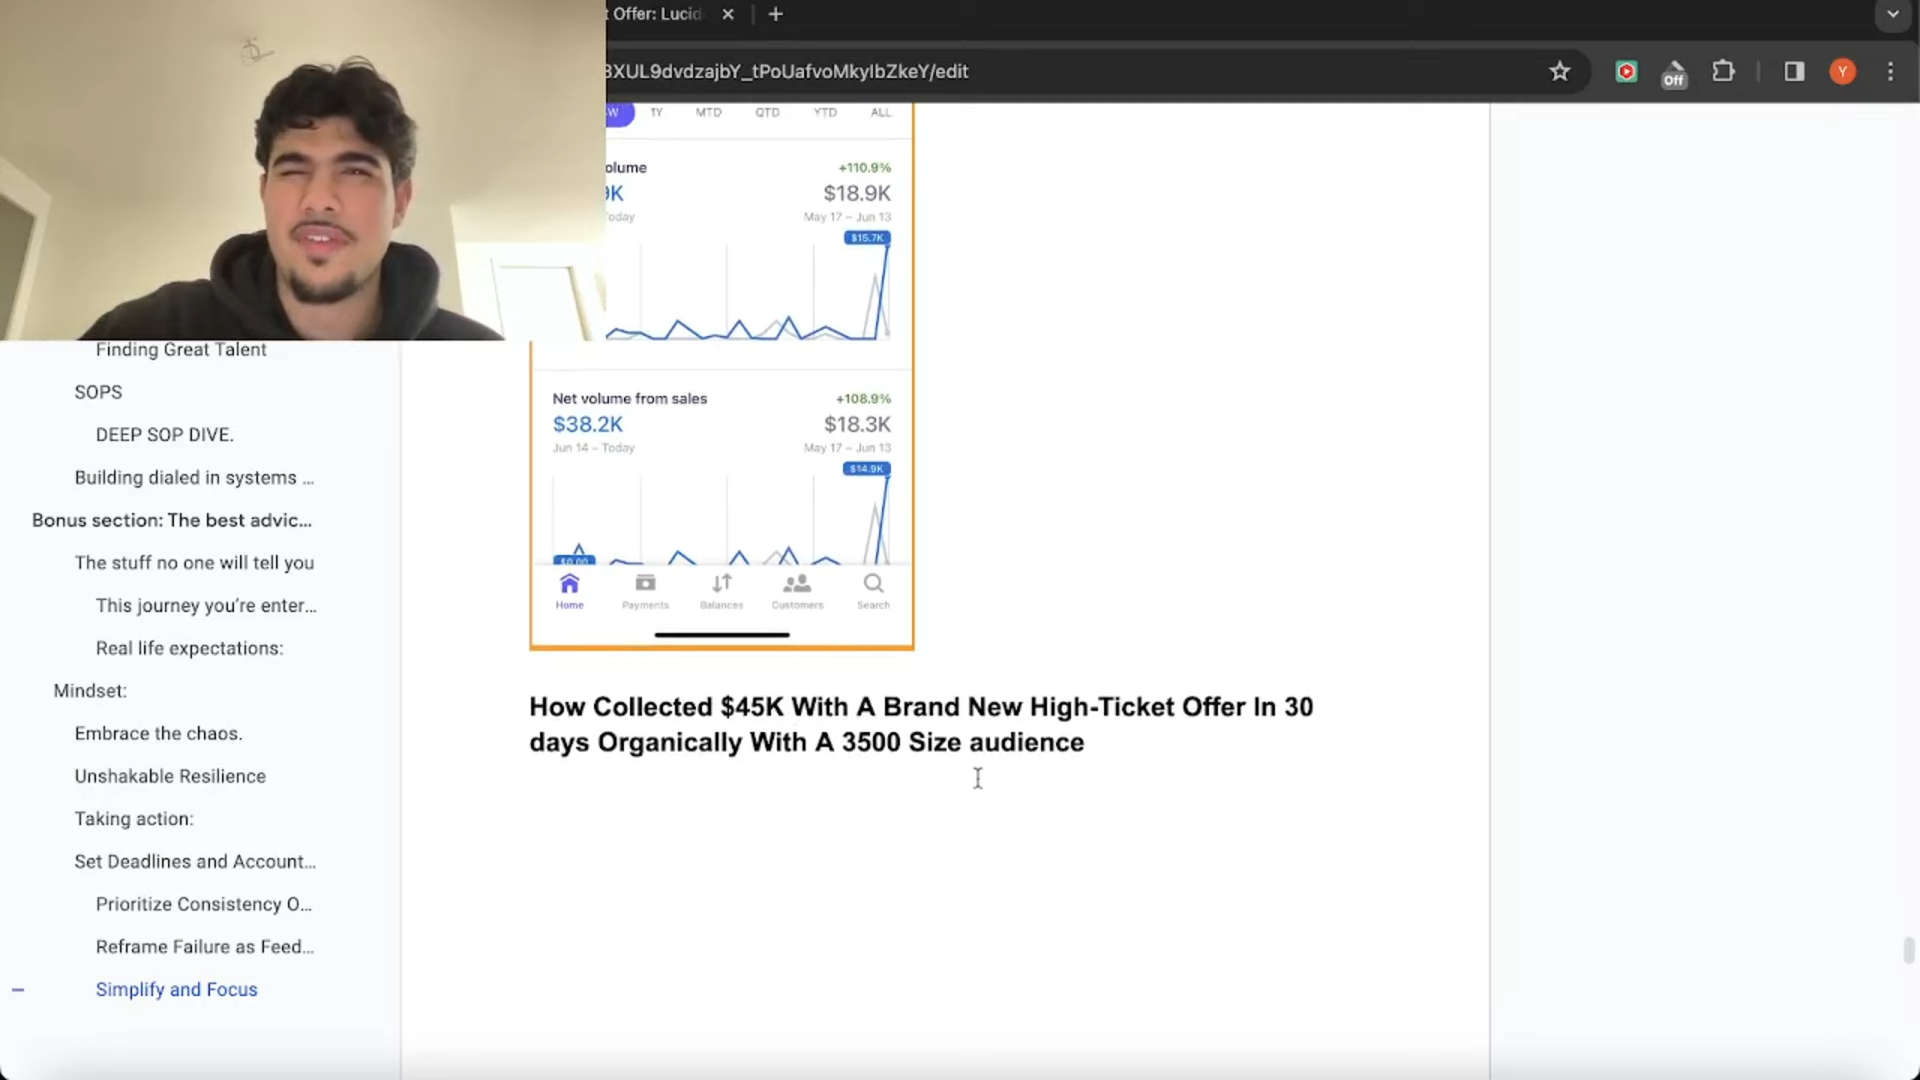 t Offer: Lucid
3XUL9dvdzajbY_tPoUafvoMkyIbZkeY/edit
Off
Y
W 1Y MTD QTD YTD ALL
olume +110.9%
9K $18.9K
oday May 17 – Jun 13
$15.7K
Net volume from sales +108.9%
$38.2K $18.3K
Jun 14 – Today May 17 – Jun 13
$14.9K
$0.00
Home Payments Balances Customers Search
How Collected $45K With A Brand New High-Ticket Offer In 30
days Organically With A 3500 Size audience
Finding Great Talent
SOPS
DEEP SOP DIVE.
Building dialed in systems ...
Bonus section: The best advic...
The stuff no one will tell you
This journey you're enter...
Real life expectations:
Mindset:
Embrace the chaos.
Unshakable Resilience
Taking action:
Set Deadlines and Account...
Prioritize Consistency O...
Reframe Failure as Feed...
Simplify and Focus